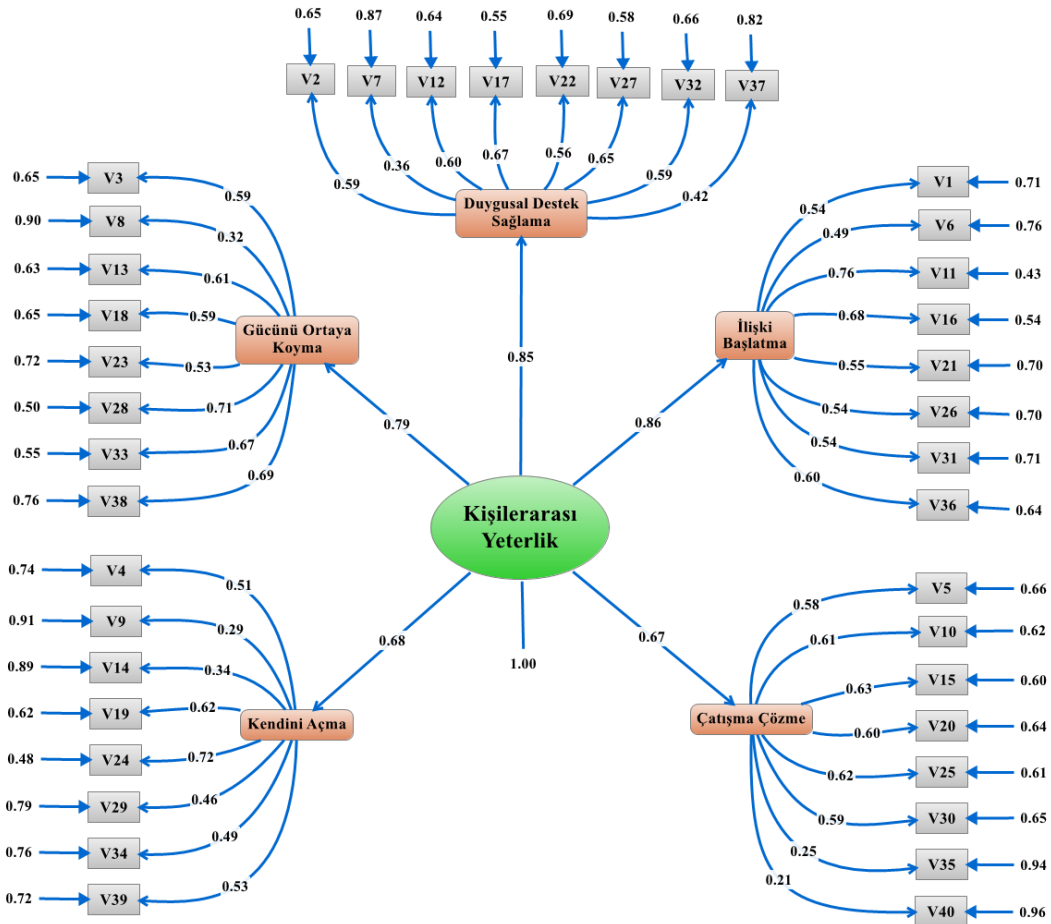 0.65 0.87 0.64 0.55 0.69 0.58 0.66 0.82
V2 V7 V12 V17 V22 V27 V32 V37
0.59 0.36 0.60 0.67 0.56 0.65 0.59 0.42
Duygusal Destek
Sağlama
0.85
0.65 V3 0.59
0.90 V8 0.32
0.63 V13 0.61
0.65 V18 0.59
0.72 V23 0.53
0.50 V28 0.71
0.55 V33 0.67
0.76 V38 0.69
Gücünü Ortaya
Koyma
0.79
0.54 V1 0.71
0.49 V6 0.76
0.76 V11 0.43
0.68 V16 0.54
0.55 V21 0.70
0.54 V26 0.70
0.54 V31 0.71
0.60 V36 0.64
İlişki
Başlatma
0.86
Kişilerarası
Yeterlik
1.00
0.74 V4 0.51
0.91 V9 0.29
0.89 V14 0.34
0.62 V19 0.62
0.48 V24 0.72
0.79 V29 0.46
0.76 V34 0.49
0.72 V39 0.53
Kendini Açma
0.68
0.58 V5 0.66
0.61 V10 0.62
0.63 V15 0.60
0.60 V20 0.64
0.62 V25 0.61
0.59 V30 0.65
0.25 V35 0.94
0.21 V40 0.96
Çatışma Çözme
0.67